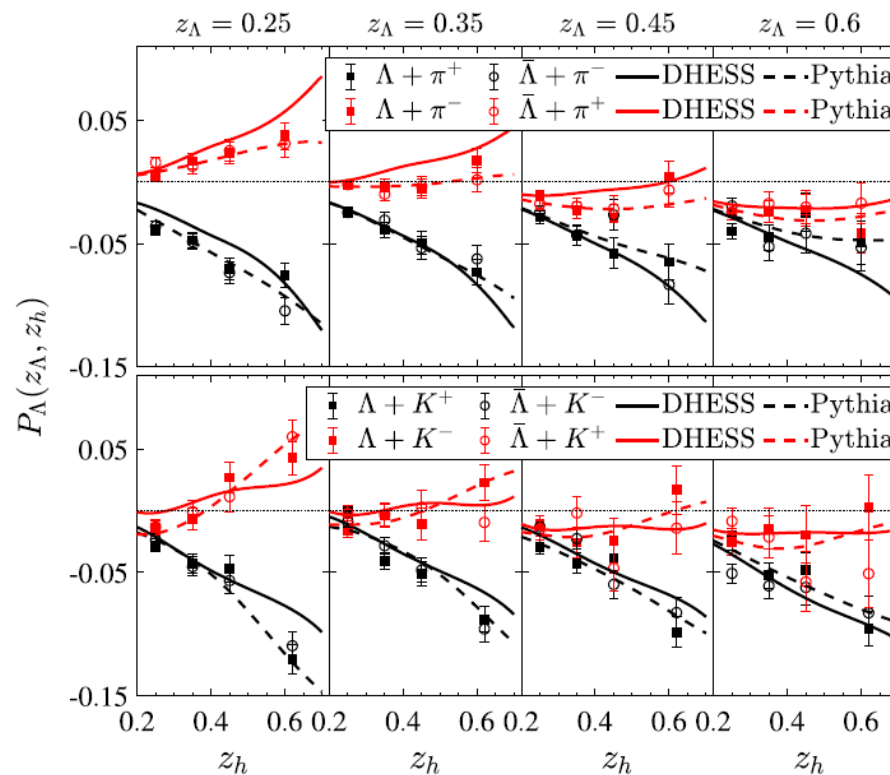 z_Λ = 0.25 z_Λ = 0.35 z_Λ = 0.45 z_Λ = 0.6
Λ + π⁺ Λ̄ + π⁻ DHESS Pythia
Λ + π⁻ Λ̄ + π⁺ DHESS Pythia
0.05
-0.05
-0.15
P_Λ(z_Λ, z_h)
Λ + K⁺ Λ̄ + K⁻ DHESS Pythia
Λ + K⁻ Λ̄ + K⁺ DHESS Pythia
0.05
-0.05
-0.15
0.2 0.4 0.6 0.2 0.4 0.6 0.2 0.4 0.6 0.2 0.4 0.6
z_h z_h z_h z_h